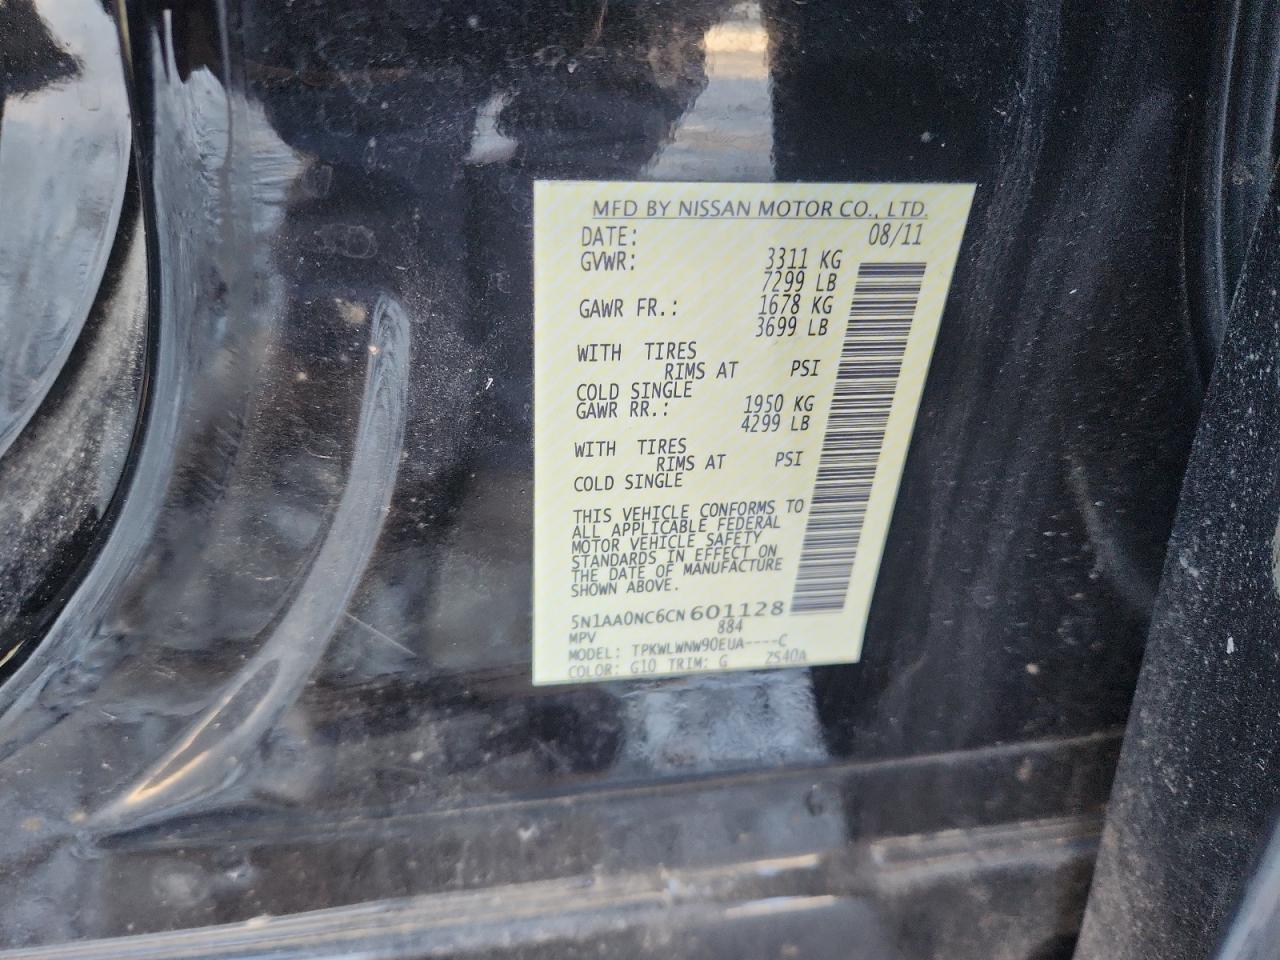 MFD BY NISSAN MOTOR CO., LTD.
DATE: 08/11
GVWR: 3311 KG
7299 LB
GAWR FR.: 1678 KG
3699 LB
WITH TIRES
RIMS AT PSI
COLD SINGLE
GAWR RR.: 1950 KG
4299 LB
WITH TIRES
RIMS AT PSI
COLD SINGLE
THIS VEHICLE CONFORMS TO
ALL APPLICABLE FEDERAL
MOTOR VEHICLE SAFETY
STANDARDS IN EFFECT ON
THE DATE OF MANUFACTURE
SHOWN ABOVE.
5N1AA0NC6CN601128
MPV 884
MODEL: TPKWLWNW90EUA----C
COLOR: G10 TRIM: G ZS40A